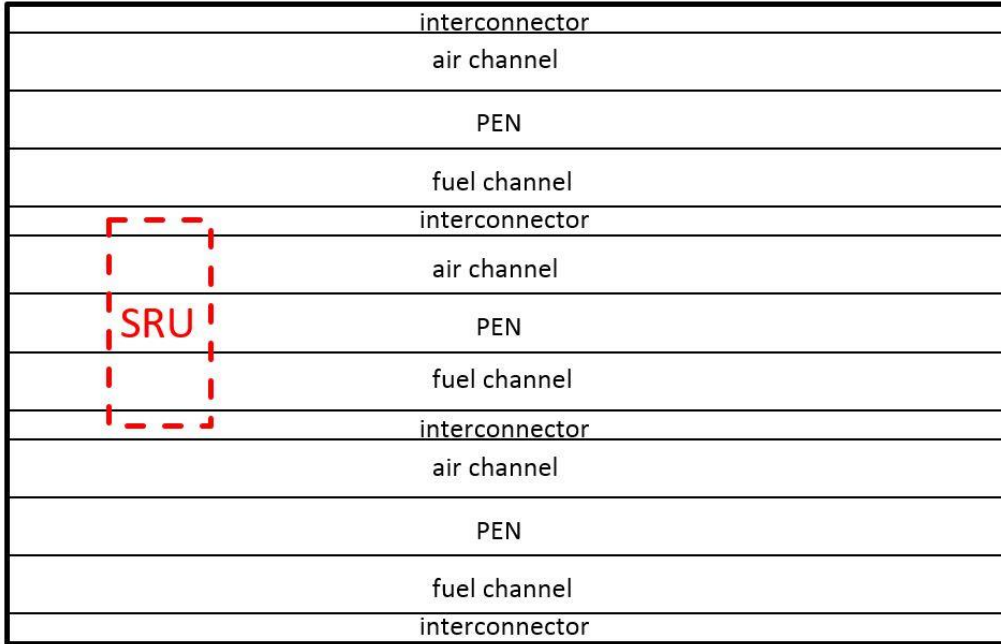 interconnector
air channel
PEN
fuel channel
interconnector
air channel
SRU
PEN
fuel channel
interconnector
air channel
PEN
fuel channel
interconnector